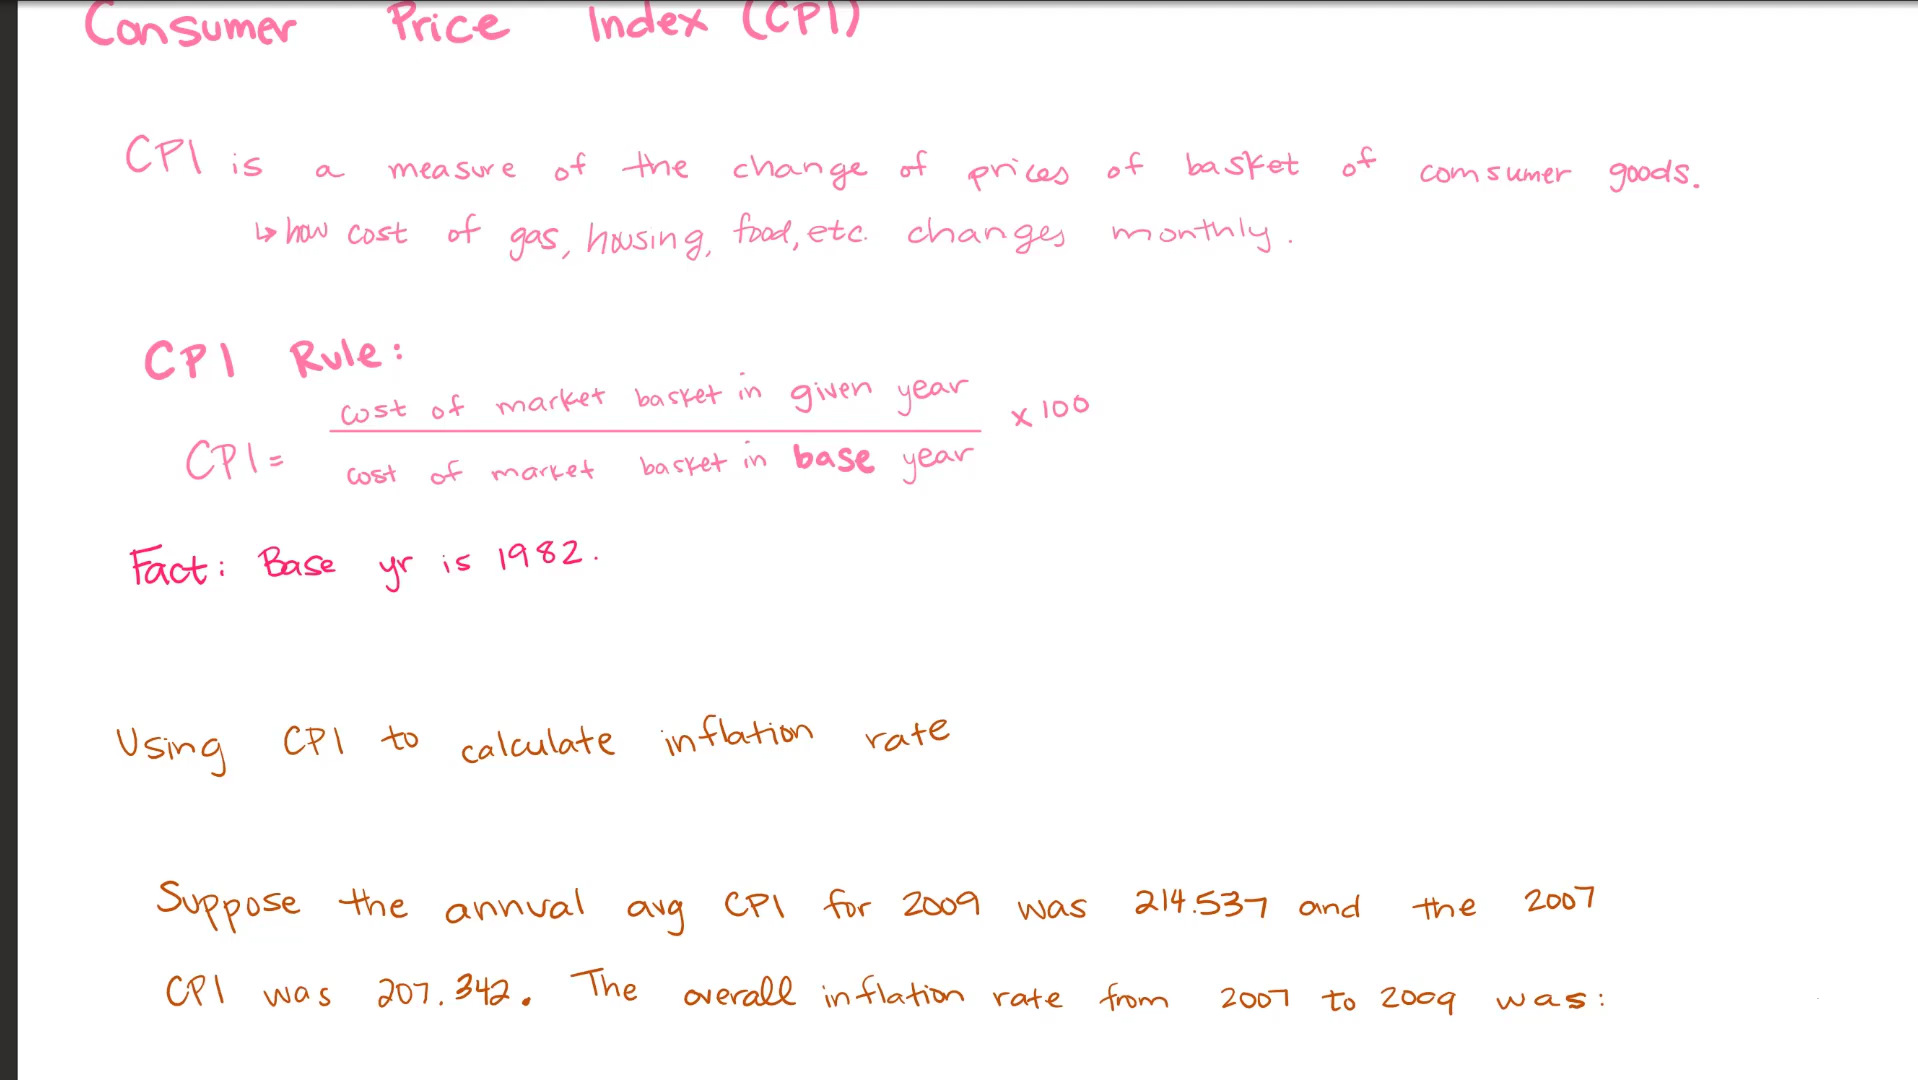 Consumer Price Index (CPI)
CPI is a measure of the change of prices of basket of comsumer goods.
↳ how cost of gas, housing, food, etc. changes monthly.
CPI Rule:
cost of market basket in given year
CPI = x 100
cost of market basket in base year
Fact: Base yr is 1982.
Using CPI to calculate inflation rate
Suppose the annual avg CPI for 2009 was 214.537 and the 2007
CPI was 207.342. The overall inflation rate from 2007 to 2009 was: